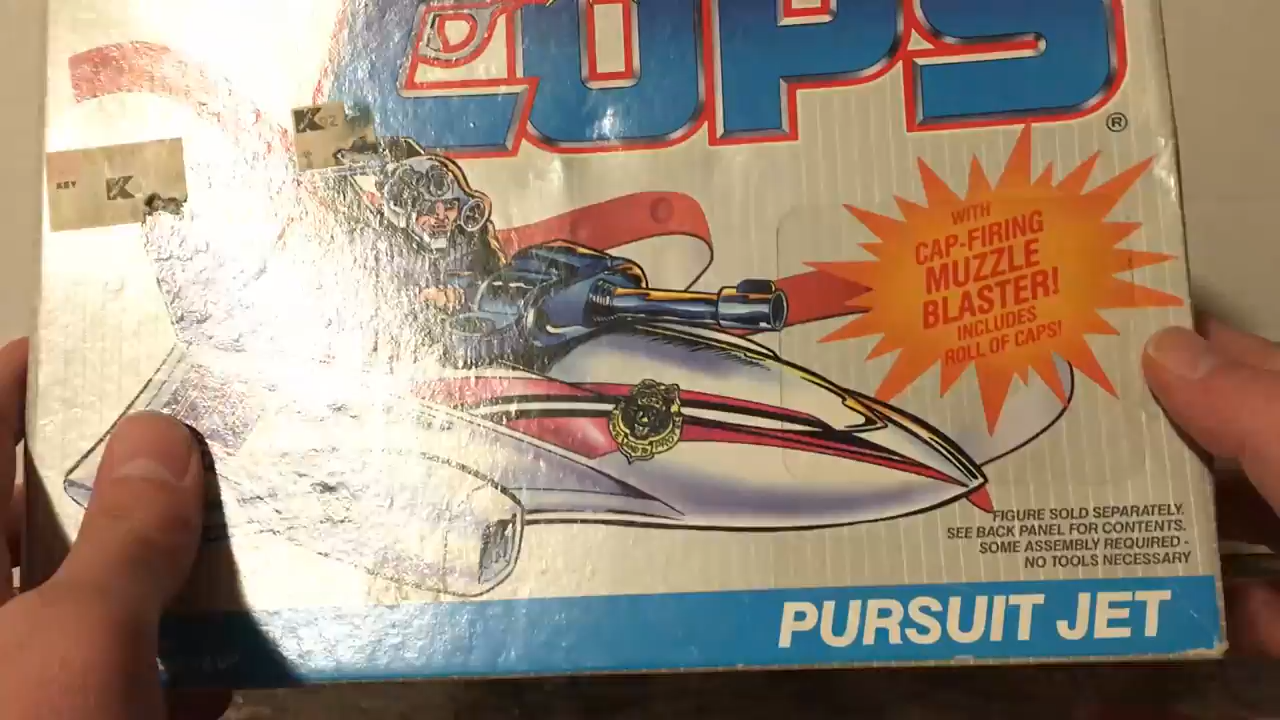 COPS
®
K 92
KEY K
WITH
CAP-FIRING
MUZZLE
BLASTER!
INCLUDES
ROLL OF CAPS!
FIGURE SOLD SEPARATELY.
SEE BACK PANEL FOR CONTENTS.
SOME ASSEMBLY REQUIRED -
NO TOOLS NECESSARY
PURSUIT JET